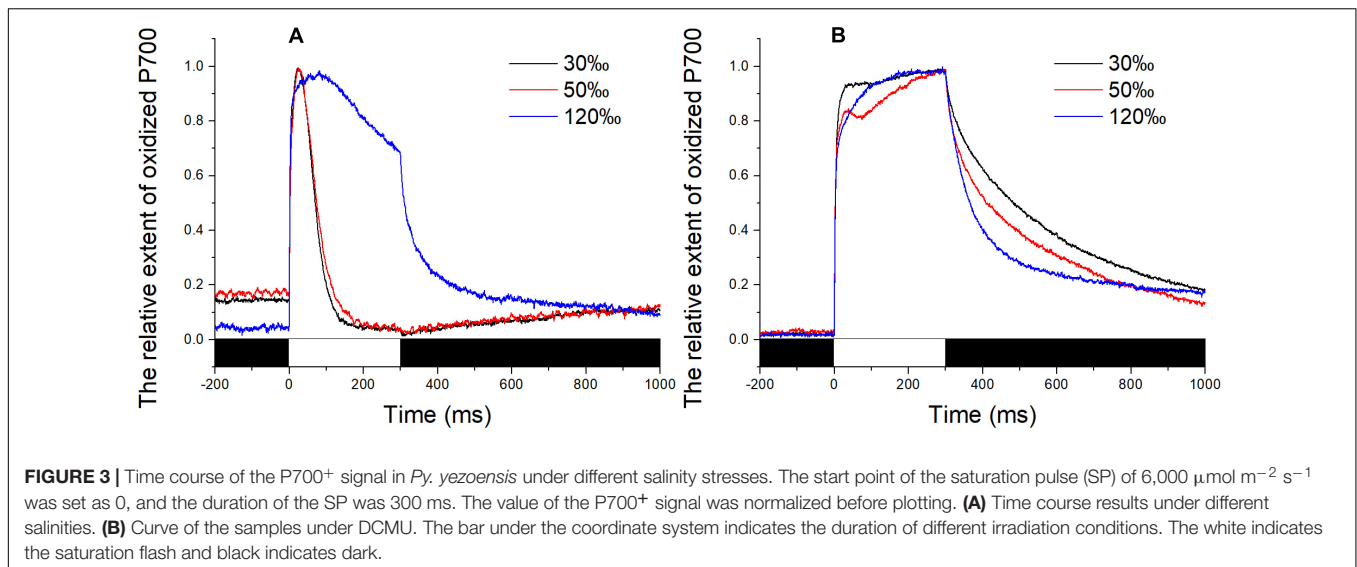 A
The relative extent of oxidized P700
1.0
0.8
0.6
0.4
0.2
0.0
30‰
50‰
120‰
-200 0 200 400 600 800 1000
Time (ms)
B
The relative extent of oxidized P700
1.0
0.8
0.6
0.4
0.2
0.0
30‰
50‰
120‰
-200 0 200 400 600 800 1000
Time (ms)
FIGURE 3 | Time course of the P700⁺ signal in Py. yezoensis under different salinity stresses. The start point of the saturation pulse (SP) of 6,000 μmol m⁻² s⁻¹
was set as 0, and the duration of the SP was 300 ms. The value of the P700⁺ signal was normalized before plotting. (A) Time course results under different
salinities. (B) Curve of the samples under DCMU. The bar under the coordinate system indicates the duration of different irradiation conditions. The white indicates
the saturation flash and black indicates dark.